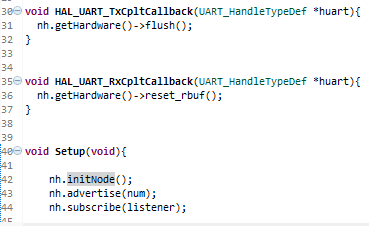 30 void HAL_UART_TxCpltCallback(UART_HandleTypeDef *huart){
31 nh.getHardware()->flush();
32 }
33
34
35 void HAL_UART_RxCpltCallback(UART_HandleTypeDef *huart){
36 nh.getHardware()->reset_rbuf();
37 }
38
39
40 void Setup(void){
41
42 nh.initNode();
43 nh.advertise(num);
44 nh.subscribe(listener);
45